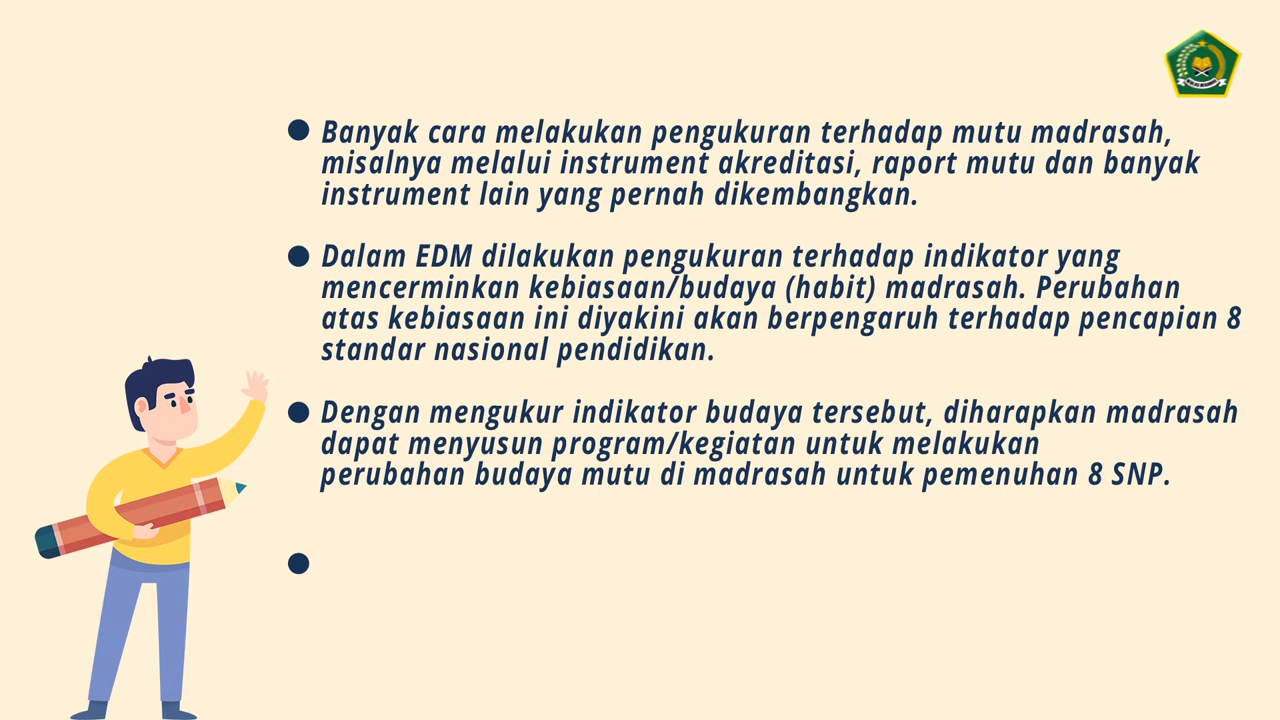 Banyak cara melakukan pengukuran terhadap mutu madrasah,
misalnya melalui instrument akreditasi, raport mutu dan banyak
instrument lain yang pernah dikembangkan.
Dalam EDM dilakukan pengukuran terhadap indikator yang
mencerminkan kebiasaan/budaya (habit) madrasah. Perubahan
atas kebiasaan ini diyakini akan berpengaruh terhadap pencapian 8
standar nasional pendidikan.
Dengan mengukur indikator budaya tersebut, diharapkan madrasah
dapat menyusun program/kegiatan untuk melakukan
perubahan budaya mutu di madrasah untuk pemenuhan 8 SNP.